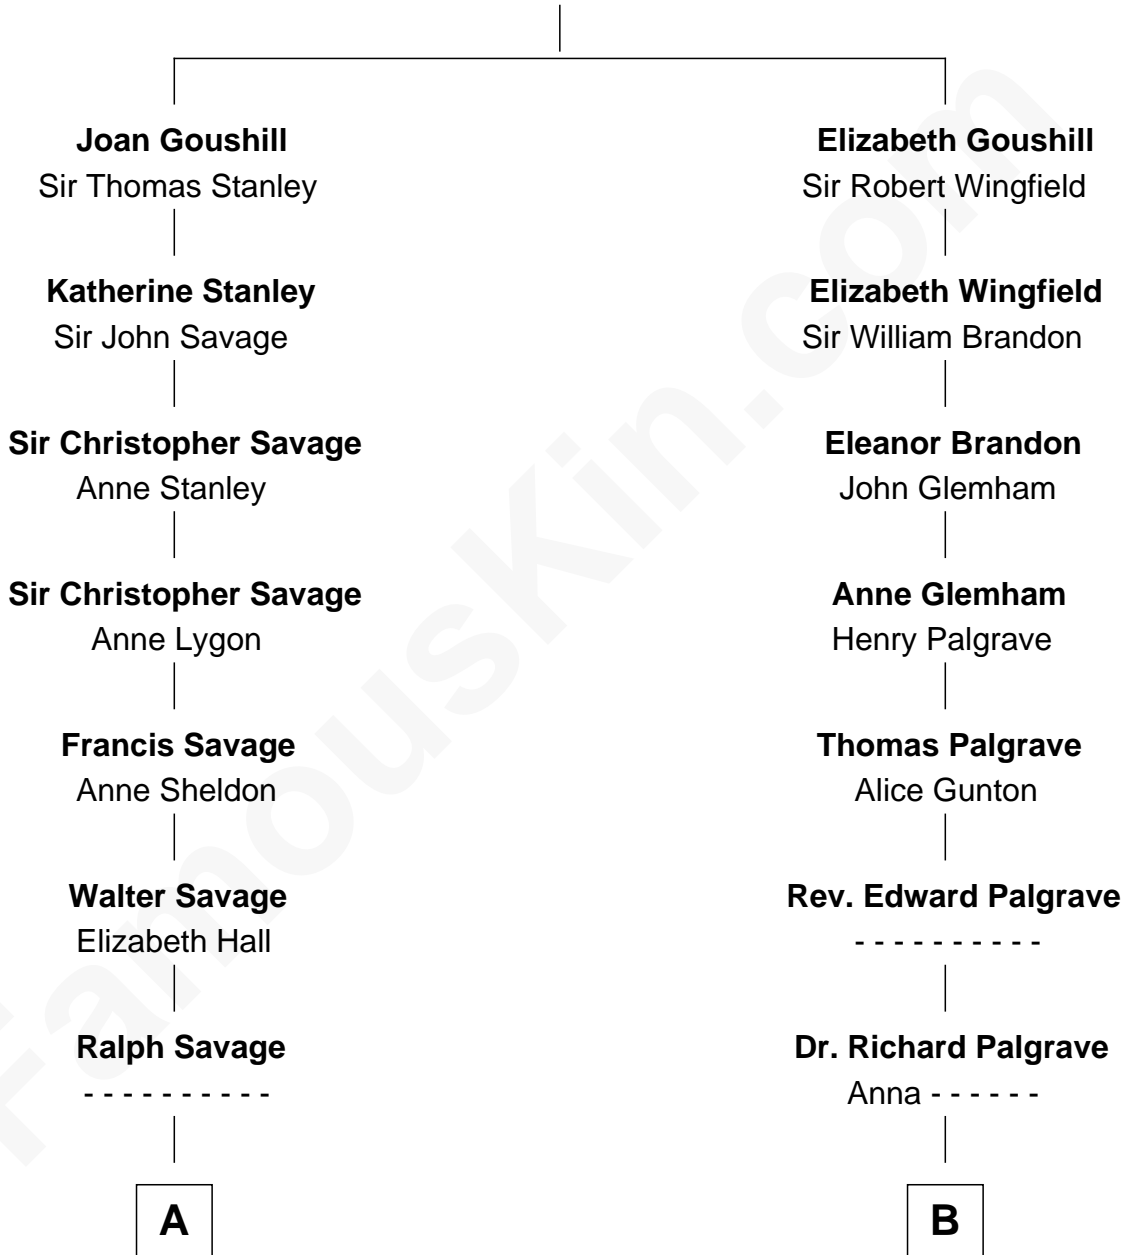 Joan Goushill
Sir Thomas Stanley
Katherine Stanley
Sir John Savage
Sir Christopher Savage
Anne Stanley
Sir Christopher Savage
Anne Lygon
Francis Savage
Anne Sheldon
Walter Savage
Elizabeth Hall
Ralph Savage
- - - - - - - - - -
A
Elizabeth Goushill
Sir Robert Wingfield
Elizabeth Wingfield
Sir William Brandon
Eleanor Brandon
John Glemham
Anne Glemham
Henry Palgrave
Thomas Palgrave
Alice Gunton
Rev. Edward Palgrave
- - - - - - - - - -
Dr. Richard Palgrave
Anna - - - - - -
B
FamousKin.com